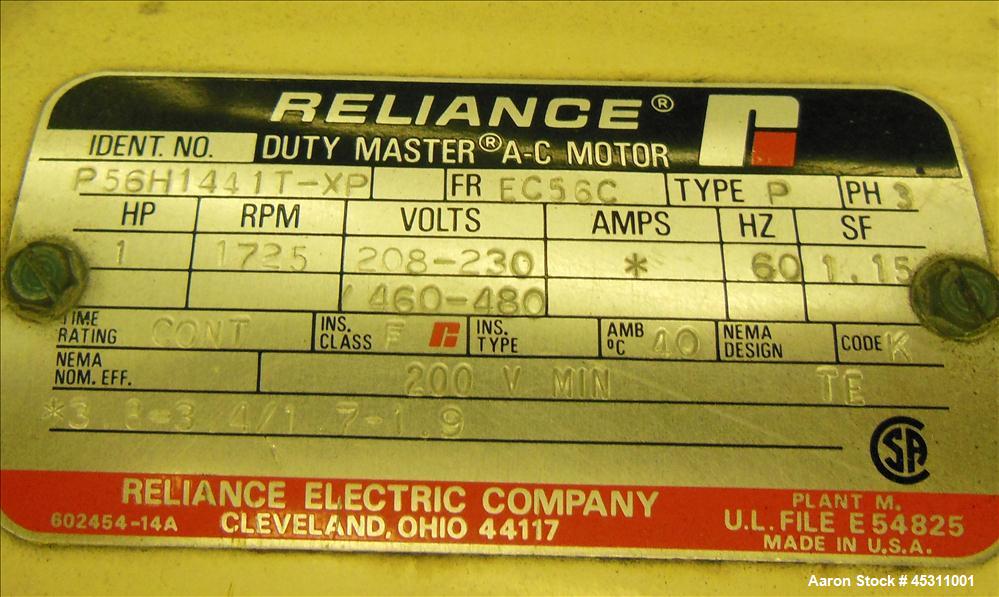 RELIANCE®
IDENT. NO. DUTY MASTER® A-C MOTOR
P56H1441T-XP FR EC56C TYPE P PH 3
HP RPM VOLTS AMPS HZ SF
1 1725 208-230 * 60 1.15
/460-480
TIME RATING CONT INS. CLASS F INS. TYPE AMB °C 40 NEMA DESIGN CODE K
NEMA NOM. EFF. 200 V MIN TE
*3.3-3.4/1.7-1.9
SA
RELIANCE ELECTRIC COMPANY
CLEVELAND, OHIO 44117
602454-14A
PLANT M.
U.L. FILE E54825
MADE IN U.S.A.
Aaron Stock # 45311001